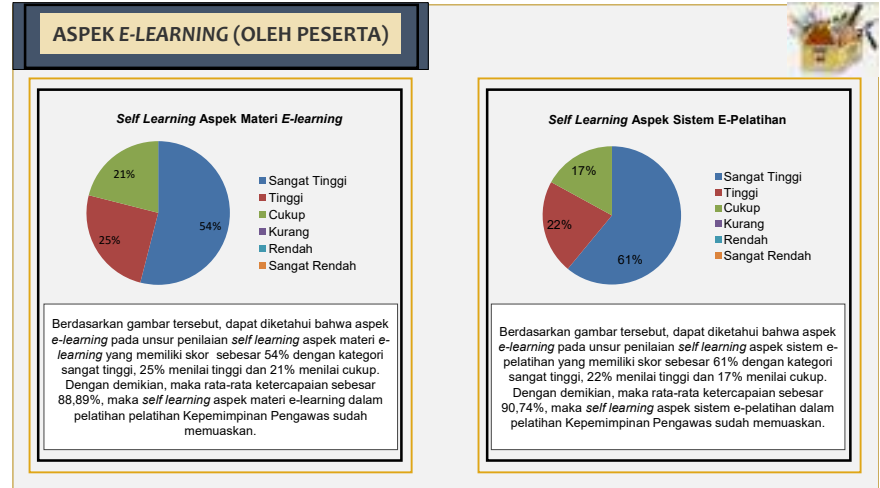 ASPEK E-LEARNING (OLEH PESERTA)
Self Learning Aspek Materi E-learning
21%
54%
25%
Sangat Tinggi
Tinggi
Cukup
Kurang
Rendah
Sangat Rendah
Berdasarkan gambar tersebut, dapat diketahui bahwa aspek
e-learning pada unsur penilaian self learning aspek materi e-
learning yang memiliki skor sebesar 54% dengan kategori
sangat tinggi, 25% menilai tinggi dan 21% menilai cukup.
Dengan demikian, maka rata-rata ketercapaian sebesar
88,89%, maka self learning aspek materi e-learning dalam
pelatihan pelatihan Kepemimpinan Pengawas sudah
memuaskan.
Self Learning Aspek Sistem E-Pelatihan
17%
22%
61%
Sangat Tinggi
Tinggi
Cukup
Kurang
Rendah
Sangat Rendah
Berdasarkan gambar tersebut, dapat diketahui bahwa aspek
e-learning pada unsur penilaian self learning aspek sistem e-
pelatihan yang memiliki skor sebesar 61% dengan kategori
sangat tinggi, 22% menilai tinggi dan 17% menilai cukup.
Dengan demikian, maka rata-rata ketercapaian sebesar
90,74%, maka self learning aspek sistem e-pelatihan dalam
pelatihan Kepemimpinan Pengawas sudah memuaskan.